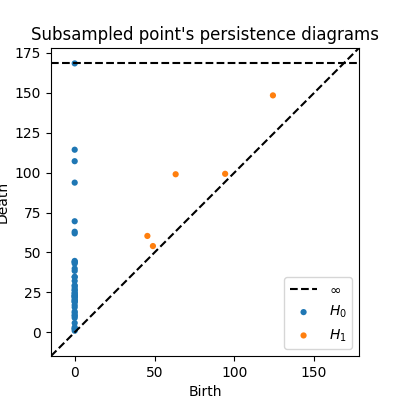 Subsampled point's persistence diagrams
175
150
125
100
75
50
25
0
Death
0
50
100
150
Birth
∞
H₀
H₁